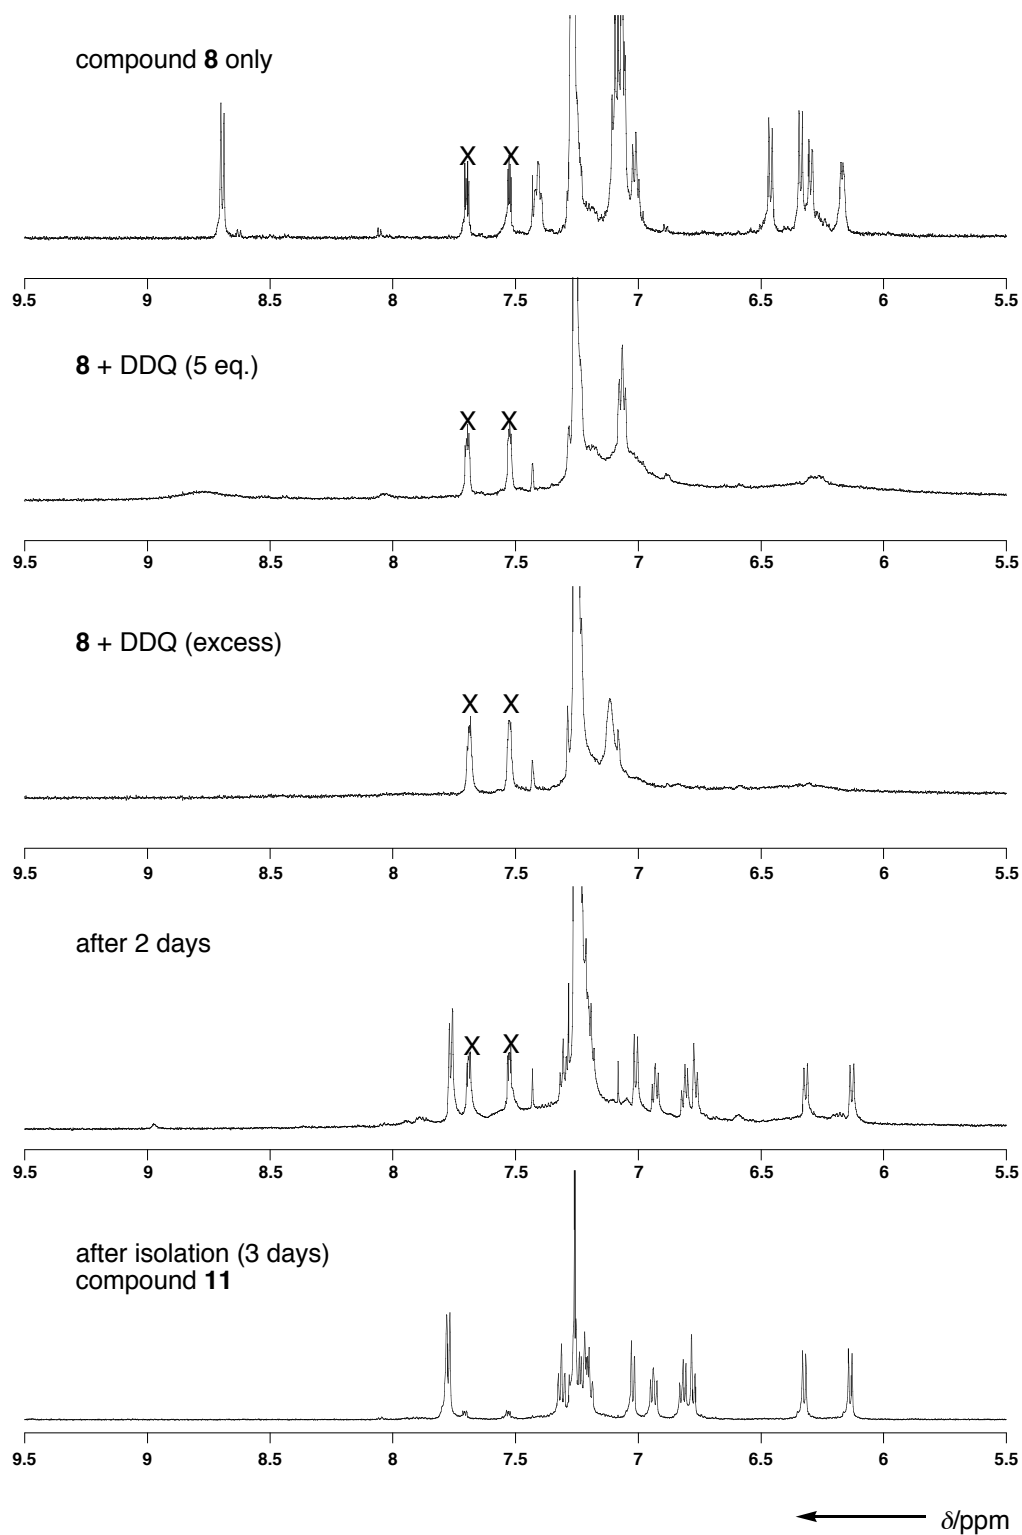 compound 8 only
X X
9.5 9 8.5 8 7.5 7 6.5 6 5.5
8 + DDQ (5 eq.)
X X
9.5 9 8.5 8 7.5 7 6.5 6 5.5
8 + DDQ (excess)
X X
9.5 9 8.5 8 7.5 7 6.5 6 5.5
after 2 days
X X
9.5 9 8.5 8 7.5 7 6.5 6 5.5
after isolation (3 days)
compound 11
9.5 9 8.5 8 7.5 7 6.5 6 5.5
δ/ppm